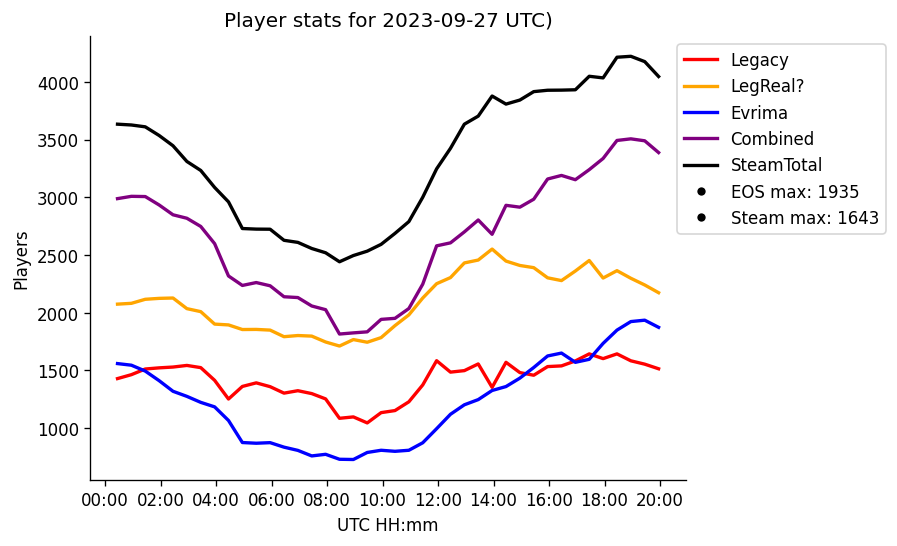 Player stats for 2023-09-27 UTC)
Legacy
LegReal?
Evrima
Combined
SteamTotal
EOS max: 1935
Steam max: 1643
Players
4000
3500
3000
2500
2000
1500
1000
00:00 02:00 04:00 06:00 08:00 10:00 12:00 14:00 16:00 18:00 20:00
UTC HH:mm